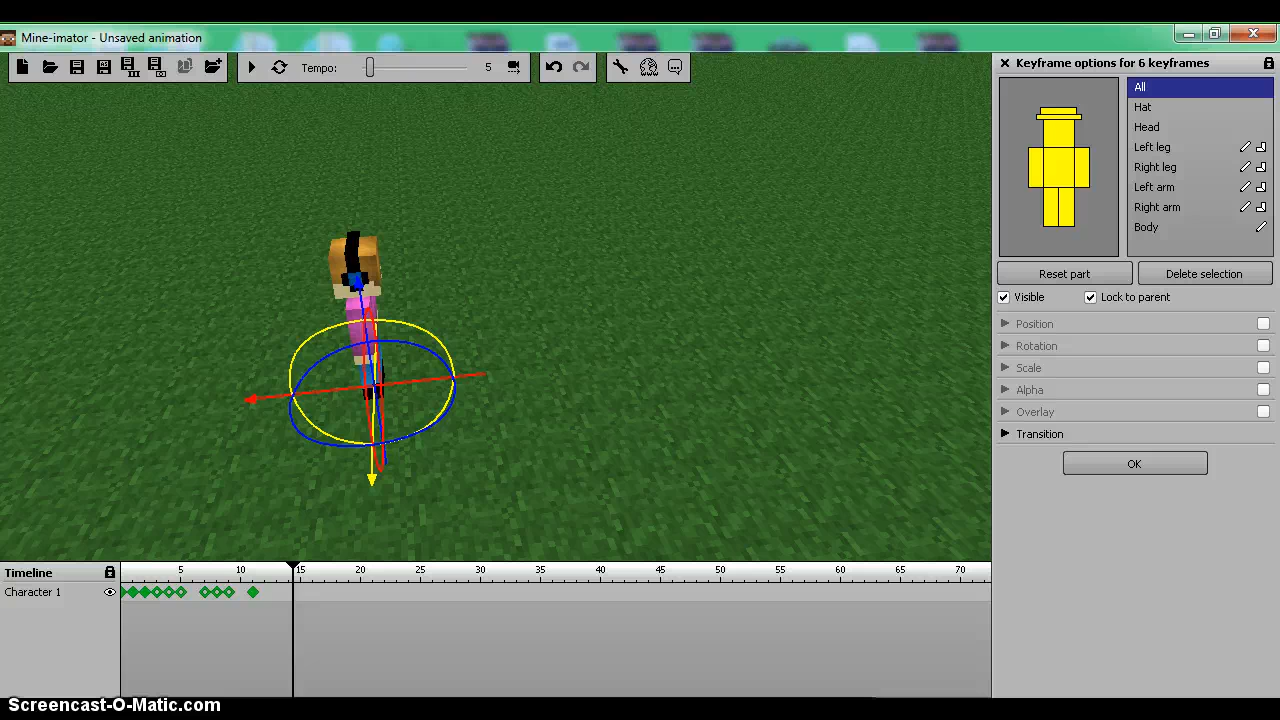 Mine-imator - Unsaved animation
Tempo: 5
Keyframe options for 6 keyframes
All
Hat
Head
Left leg
Right leg
Left arm
Right arm
Body
Reset part Delete selection
Visible Lock to parent
Position
Rotation
Scale
Alpha
Overlay
Transition
OK
Timeline 5 10 15 20 25 30 35 40 45 50 55 60 65 70
Character 1
Screencast-O-Matic.com